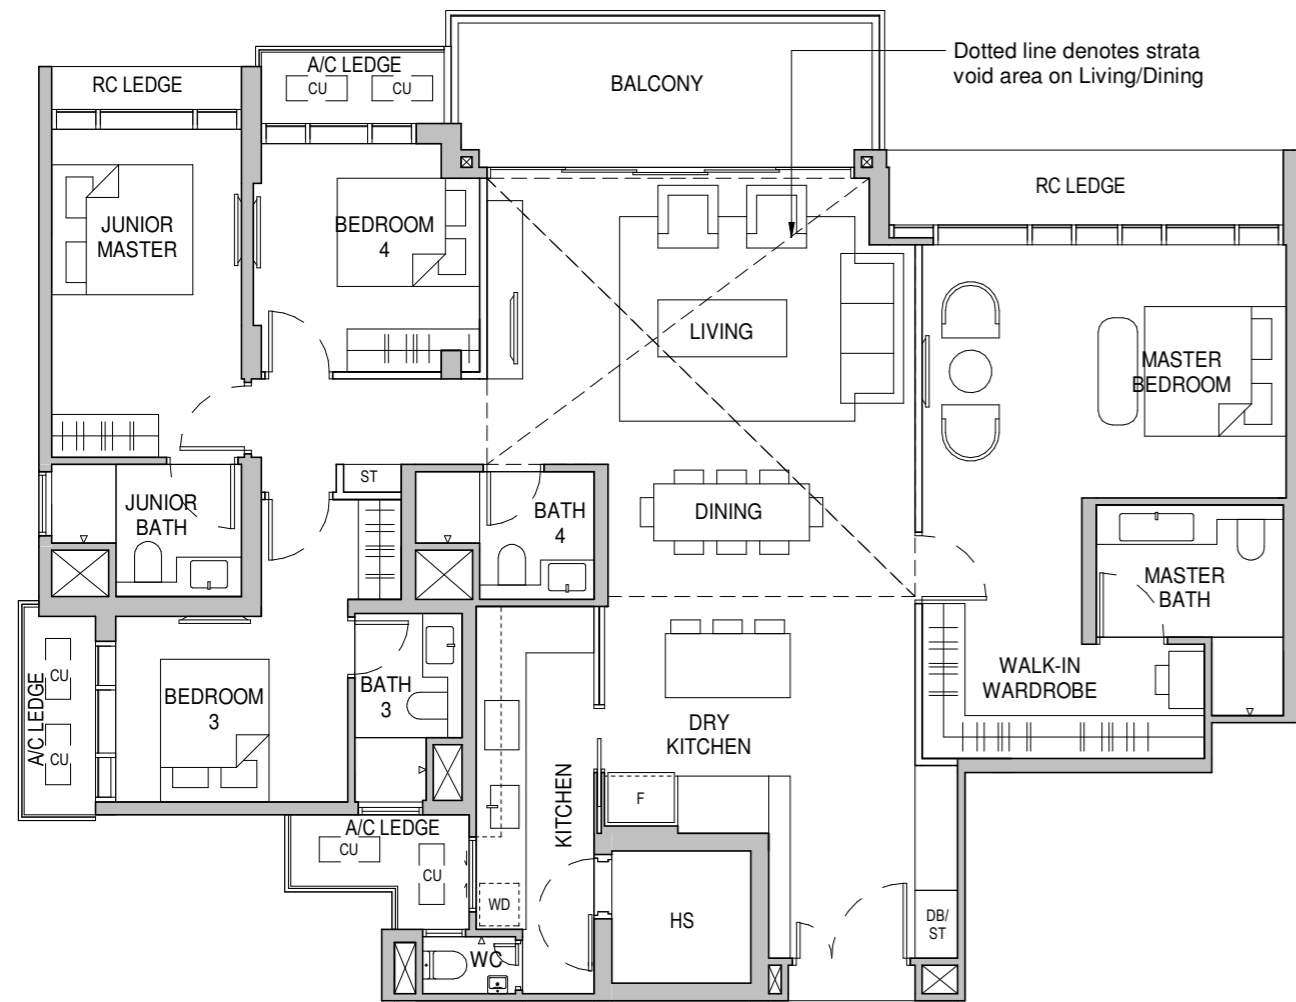 Dotted line denotes strata
void area on Living/Dining
A/C LEDGE
CU
CU
RC LEDGE
BALCONY
RC LEDGE
JUNIOR
MASTER
BEDROOM
4
LIVING
MASTER
BEDROOM
ST
JUNIOR
BATH
BATH
4
DINING
MASTER
BATH
A/C LEDGE
CU
CU
BEDROOM
3
BATH
3
WALK-IN
WARDROBE
DRY
KITCHEN
KITCHEN
F
A/C LEDGE
CU
CU
WD
HS
DB/
ST
WC